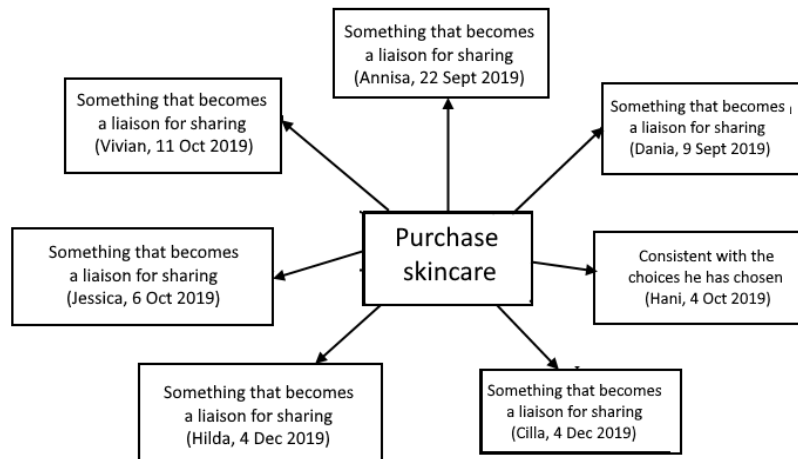 Something that becomes
a liaison for sharing
(Annisa, 22 Sept 2019)
Something that becomes
a liaison for sharing
(Vivian, 11 Oct 2019)
Something that becomes
a liaison for sharing
(Dania, 9 Sept 2019)
Purchase
skincare
Something that becomes
a liaison for sharing
(Jessica, 6 Oct 2019)
Consistent with the
choices he has chosen
(Hani, 4 Oct 2019)
Something that becomes
a liaison for sharing
(Hilda, 4 Dec 2019)
Something that becomes
a liaison for sharing
(Cilla, 4 Dec 2019)